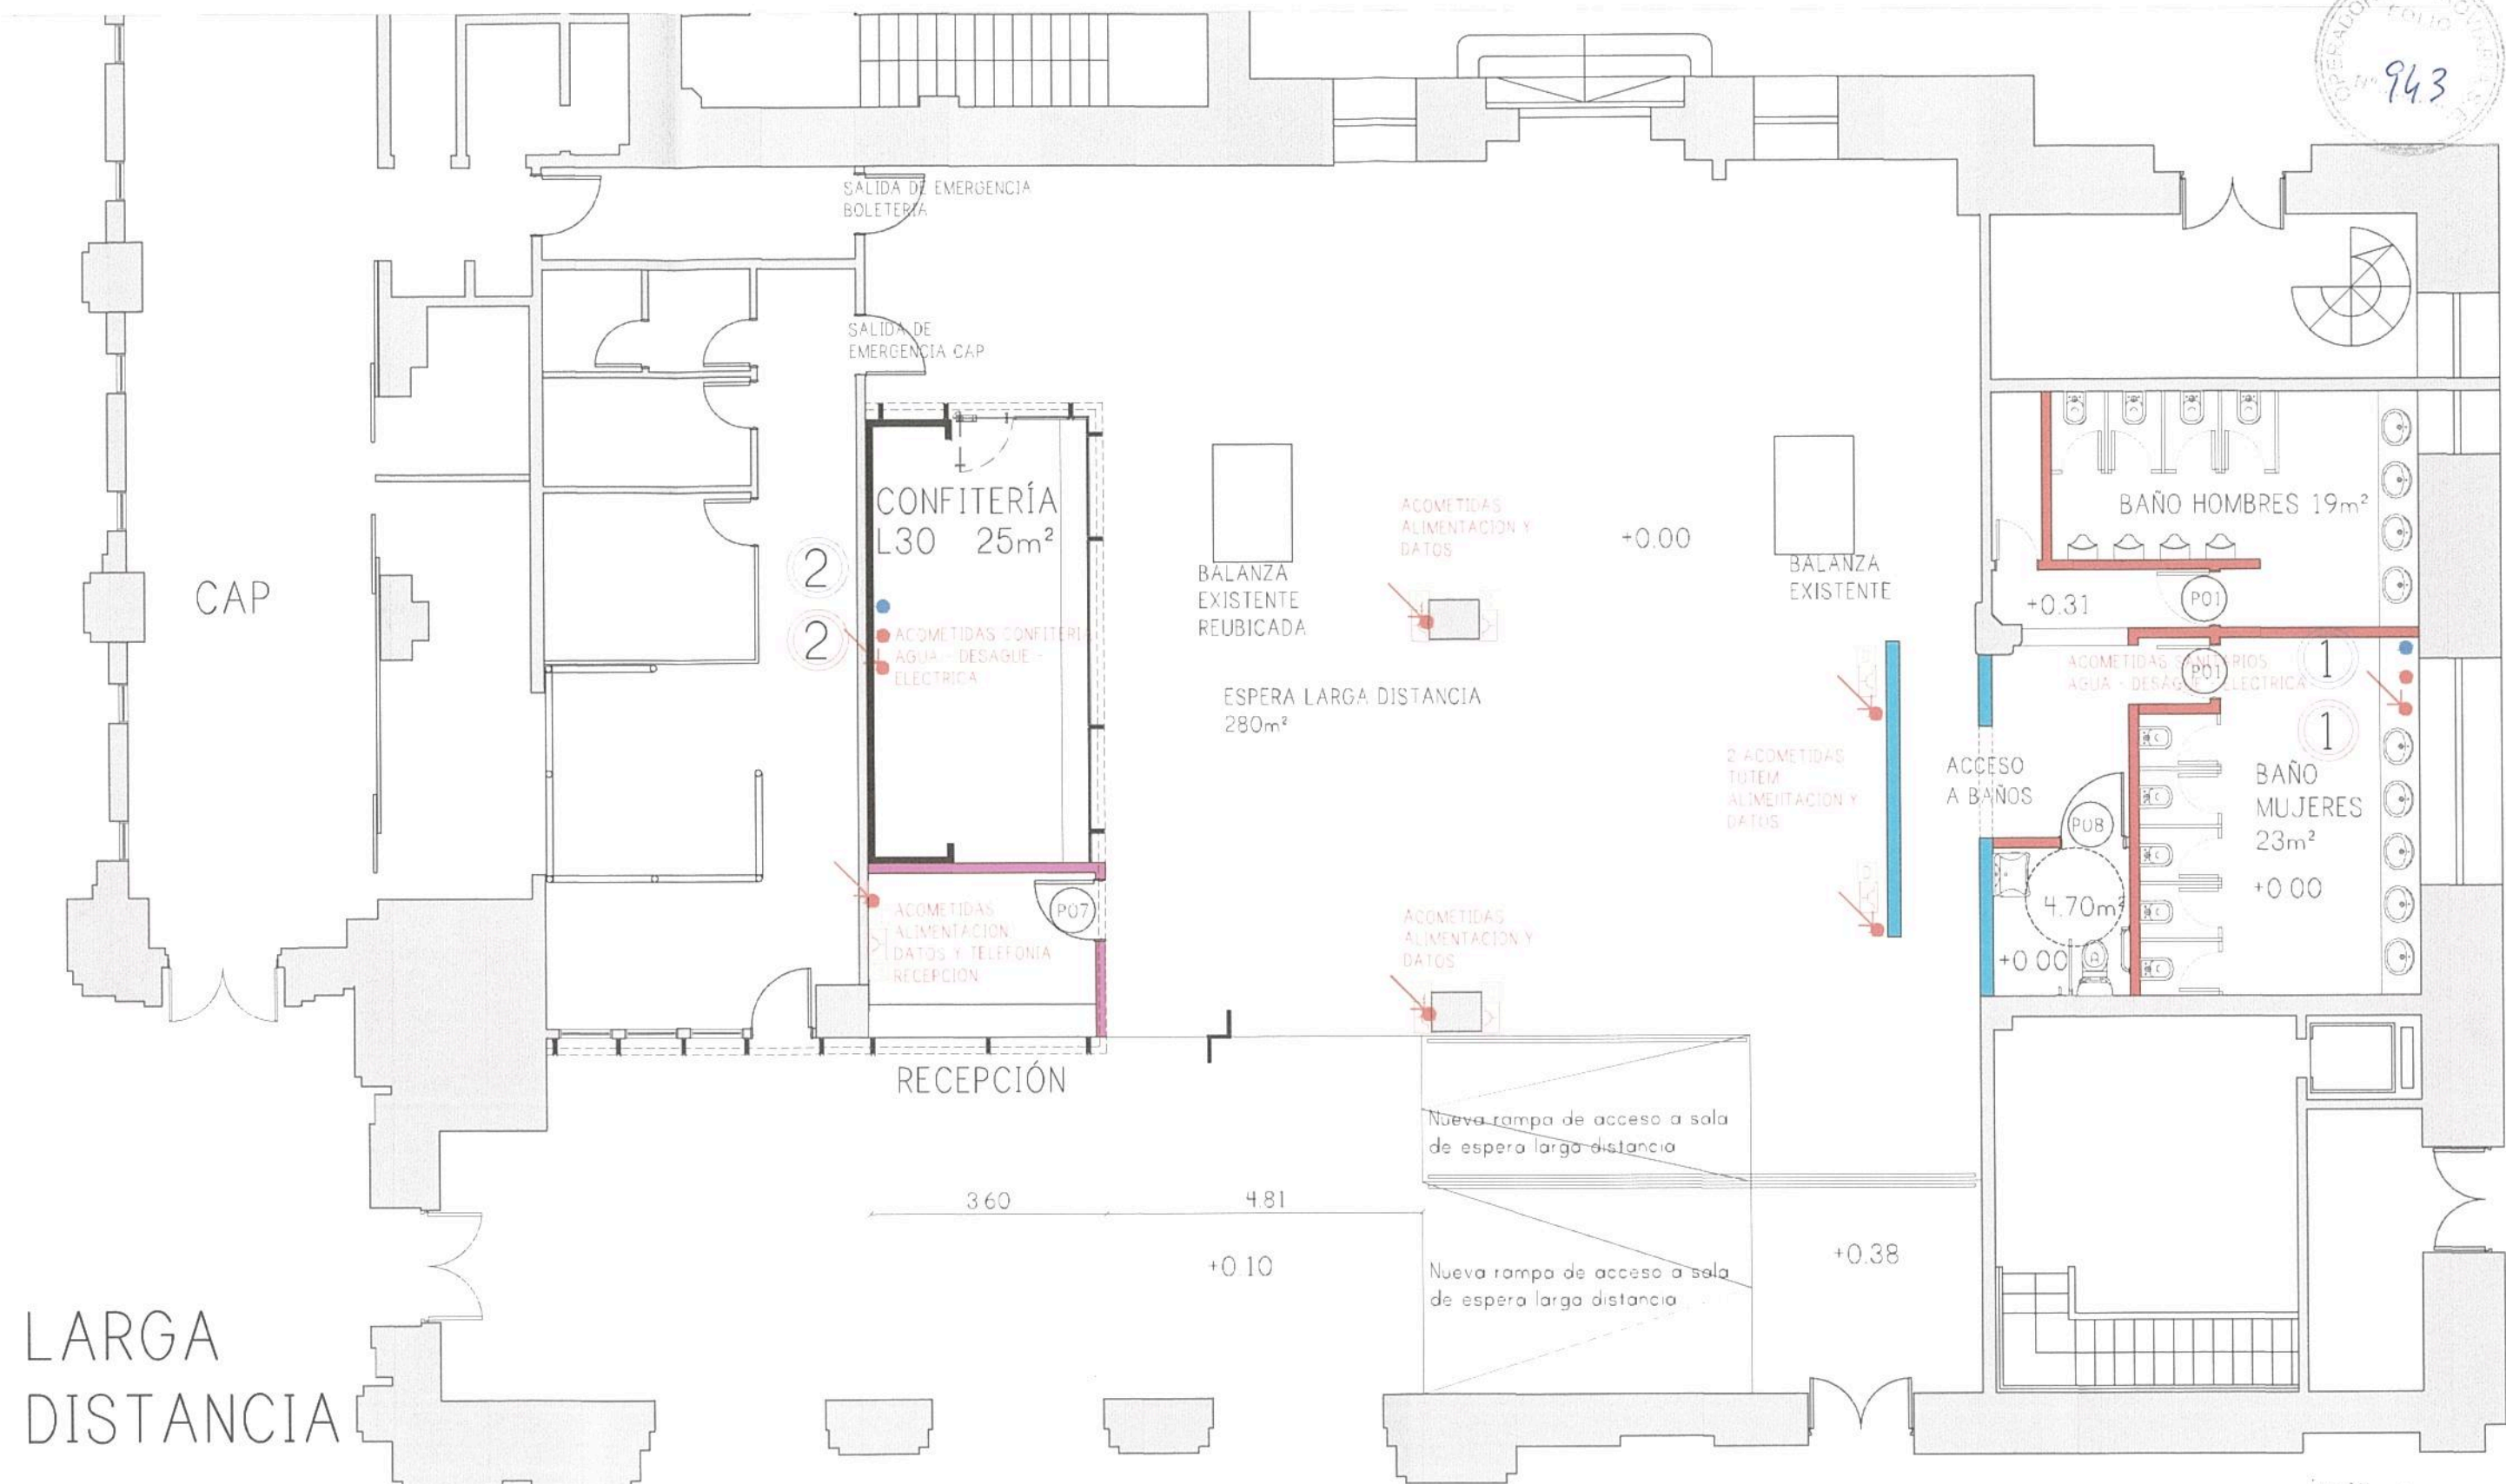 FOLIO
Nº 943
SALIDA DE EMERGENCIA
BOLETERÍA
SALIDA DE
EMERGENCIA CAP
CONFITERÍA
L30 25m²
CAP
2
2
ACOMETIDAS CONFITERI
AGUA - DESAGUE -
ELECTRICA
BALANZA
EXISTENTE
REUBICADA
ACOMETIDAS
ALIMENTACION Y
DATOS
+0.00
BALANZA
EXISTENTE
BAÑO HOMBRES 19m²
+0.31
P01
ESPERA LARGA DISTANCIA
280m²
ACOMETIDAS SANITARIOS
AGUA - DESAGUE - ELECTRICA
P01
1
1
2 ACOMETIDAS
TOTEM
ALIMENTACION Y
DATOS
ACCESO
A BAÑOS
P08
BAÑO
MUJERES
23m²
+0 00
4.70m²
+0 00
ACOMETIDAS
ALIMENTACION
DATOS Y TELEFONIA
RECEPCION
P07
ACOMETIDAS
ALIMENTACION Y
DATOS
RECEPCIÓN
Nueva rampa de acceso a sala
de espera larga distancia
3 60
4.81
+0 10
Nueva rampa de acceso a sala
de espera larga distancia
+0.38
LARGA
DISTANCIA